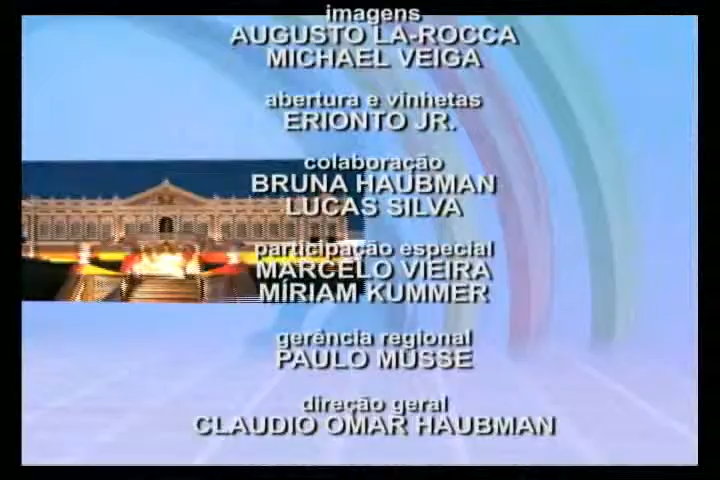 imagens
AUGUSTO LA-ROCCA
MICHAEL VEIGA
abertura e vinhetas
ERIONTO JR.
colaboração
BRUNA HAUBMAN
LUCAS SILVA
participação especial
MARCELO VIEIRA
MÍRIAM KUMMER
gerência regional
PAULO MÜSSE
direção geral
CLAUDIO OMAR HAUBMAN